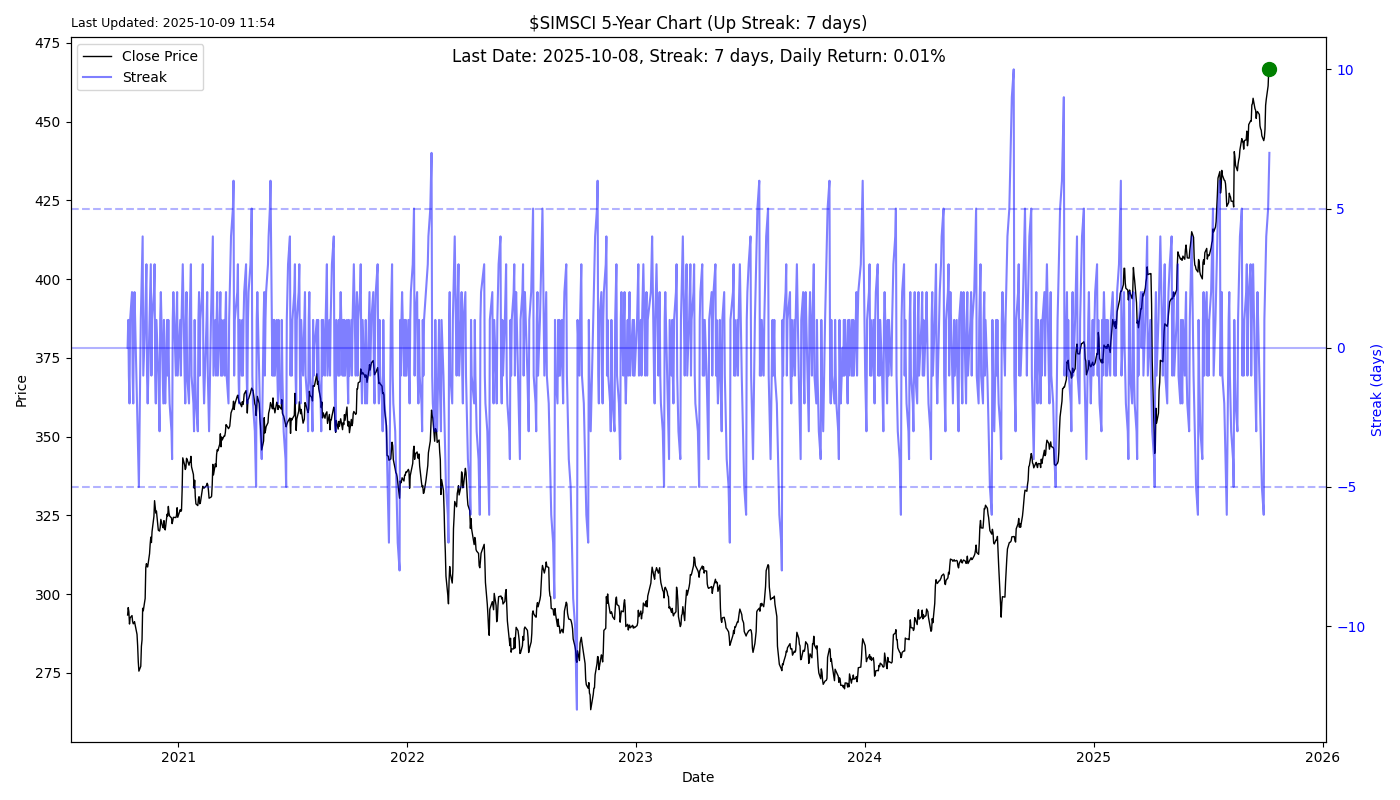 Last Updated: 2025-10-09 11:54
$SIMSCI 5-Year Chart (Up Streak: 7 days)
Last Date: 2025-10-08, Streak: 7 days, Daily Return: 0.01%
Close Price
Streak
475
450
425
400
375
350
325
300
275
Price
10
5
0
−5
−10
Streak (days)
2021
2022
2023
2024
2025
2026
Date